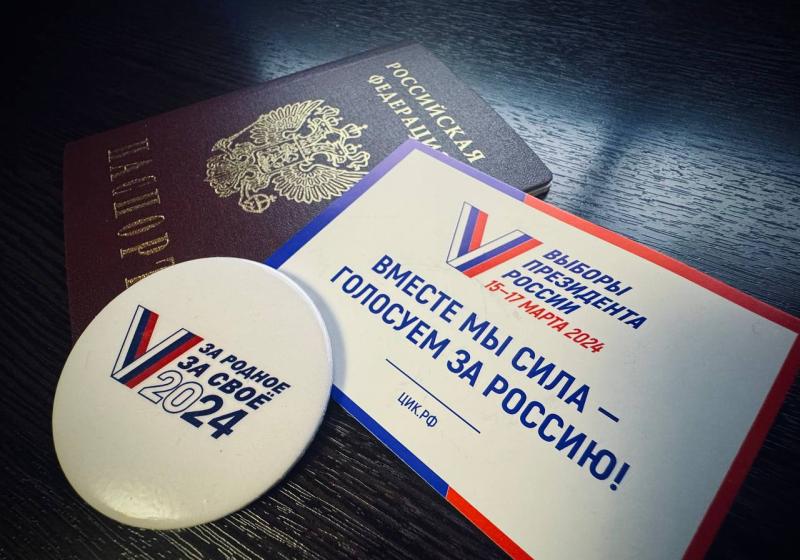 РОССИЙСКАЯ
ФЕДЕРАЦИЯ
ПАСПОРТ
ВЫБОРЫ
ПРЕЗИДЕНТА
РОССИИ
15–17 МАРТА 2024
ВМЕСТЕ МЫ СИЛА –
ГОЛОСУЕМ ЗА РОССИЮ!
ЦИК.РФ
ЗА РОДНОЕ
ЗА СВОЁ
2024